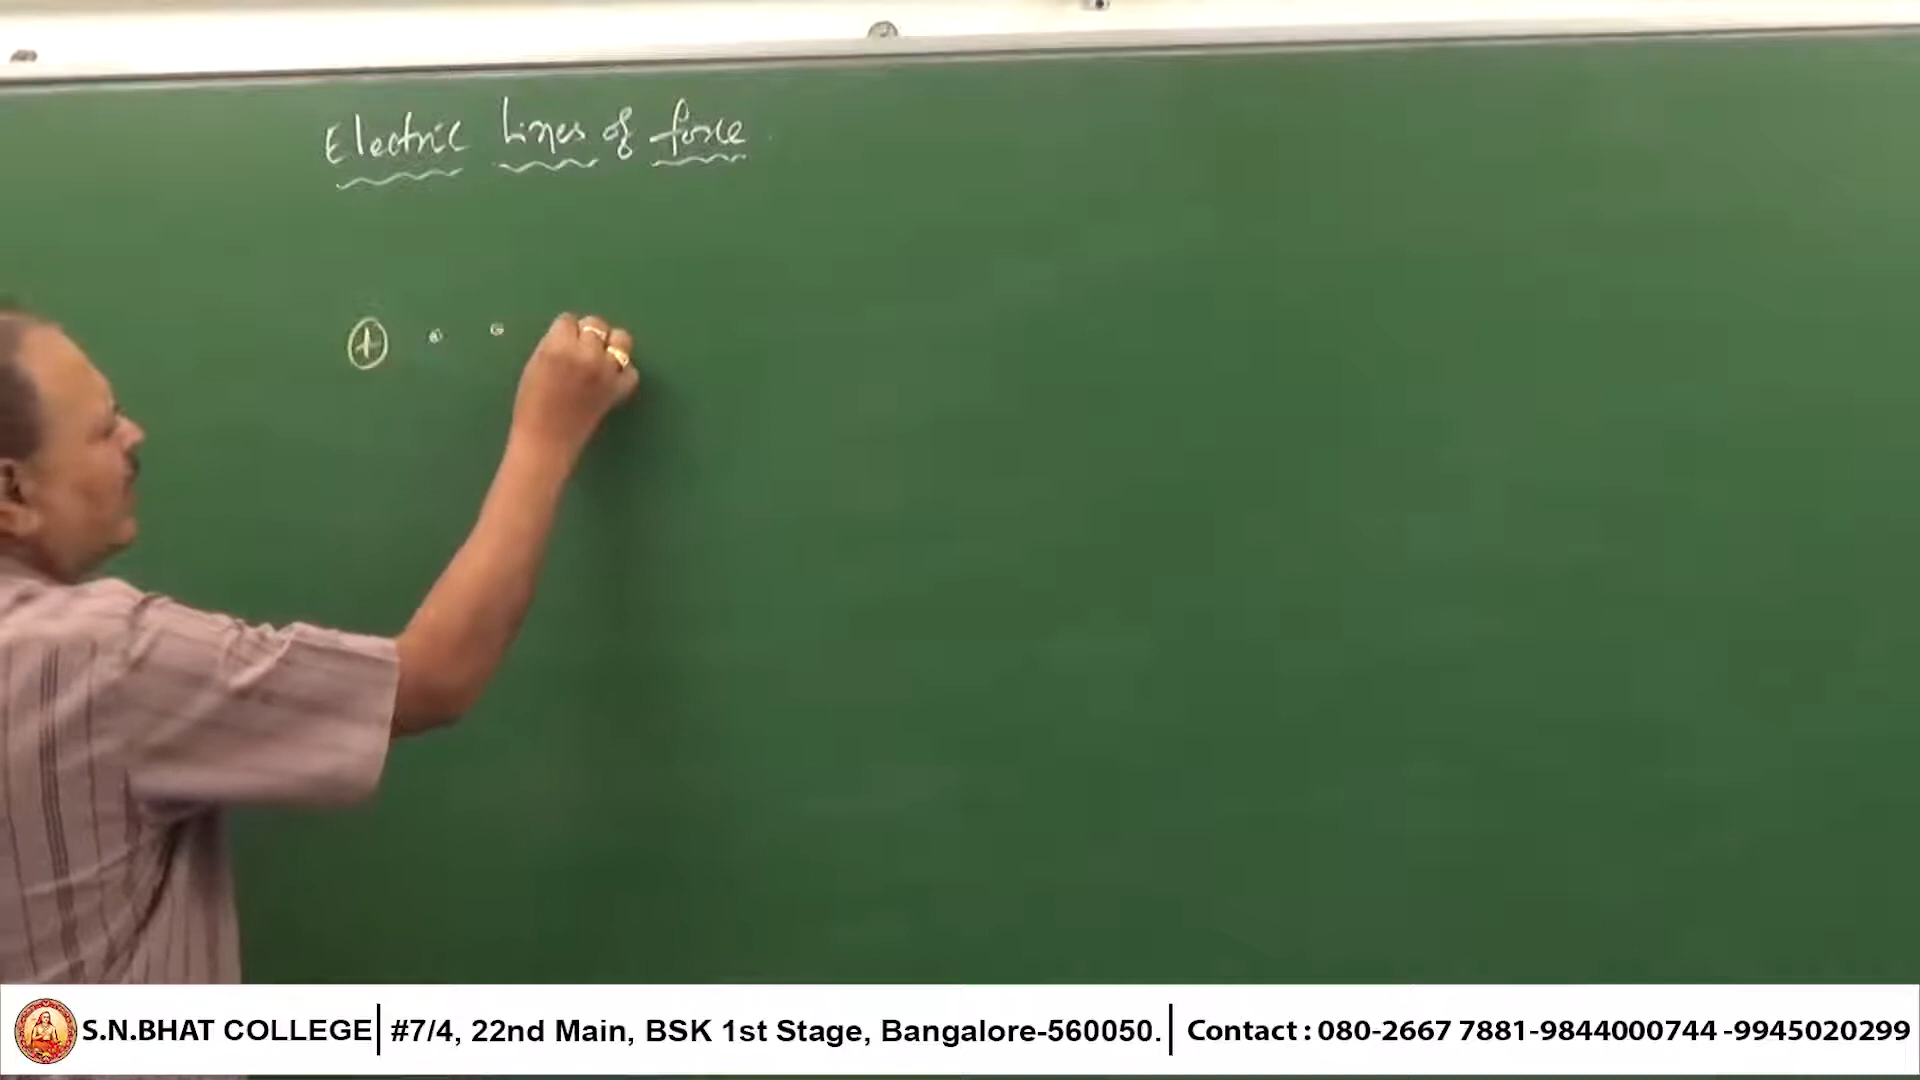 Electric Lines of force
+
S.N.BHAT COLLEGE | #7/4, 22nd Main, BSK 1st Stage, Bangalore-560050. | Contact : 080-2667 7881-9844000744 -9945020299